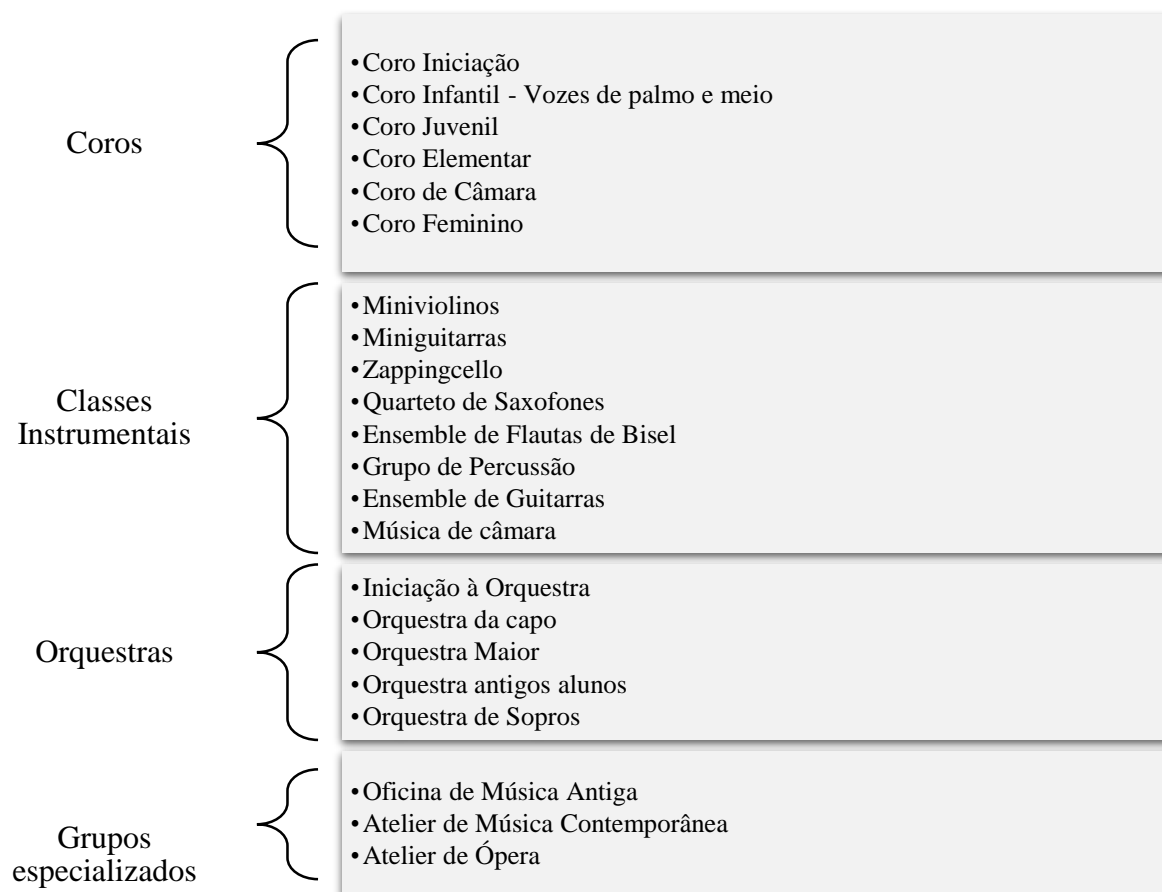 Coros
•Coro Iniciação
•Coro Infantil - Vozes de palmo e meio
•Coro Juvenil
•Coro Elementar
•Coro de Câmara
•Coro Feminino
Classes
Instrumentais
•Miniviolinos
•Miniguitarras
•Zappingcello
•Quarteto de Saxofones
•Ensemble de Flautas de Bisel
•Grupo de Percussão
•Ensemble de Guitarras
•Música de câmara
Orquestras
•Iniciação à Orquestra
•Orquestra da capo
•Orquestra Maior
•Orquestra antigos alunos
•Orquestra de Sopros
Grupos
especializados
•Oficina de Música Antiga
•Atelier de Música Contemporânea
•Atelier de Ópera